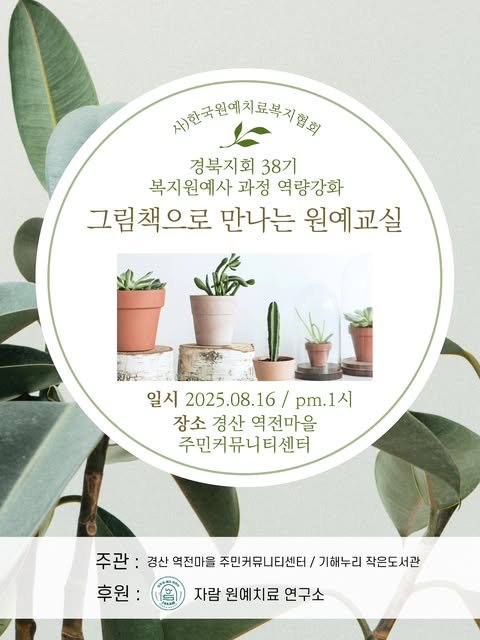 사)한국원예치료복지협회
경북지회 38기
복지원예사 과정 역량강화
그림책으로 만나는 원예교실
일시 2025.08.16 / pm.1시
장소 경산 역전마을
주민커뮤니티센터
주관 : 경산 역전마을 주민커뮤니티센터 / 기해누리 작은도서관
후원 : 자람 원예치료 연구소